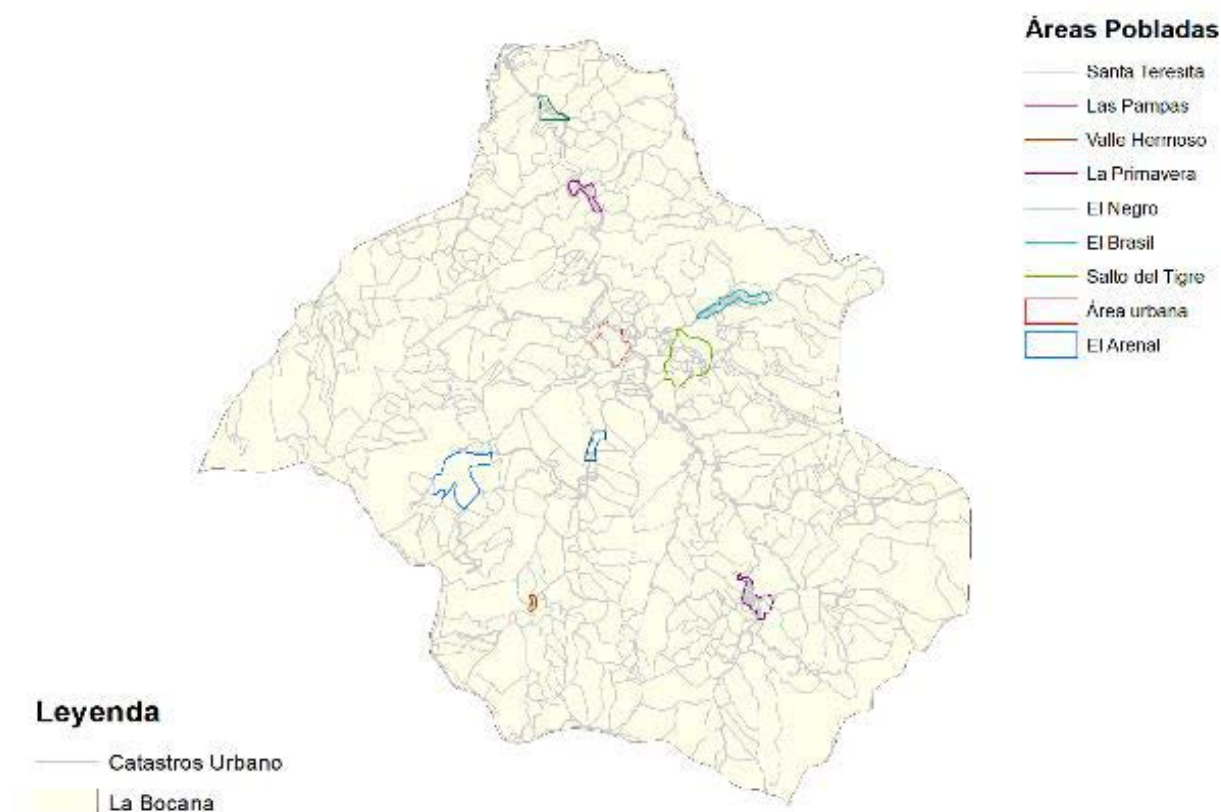 Áreas Pobladas
Santa Teresita
Las Pampas
Valle Hermoso
La Primavera
El Negro
El Brasil
Salto del Tigre
Área urbana
El Arenal
Leyenda
Catastros Urbano
La Bocana